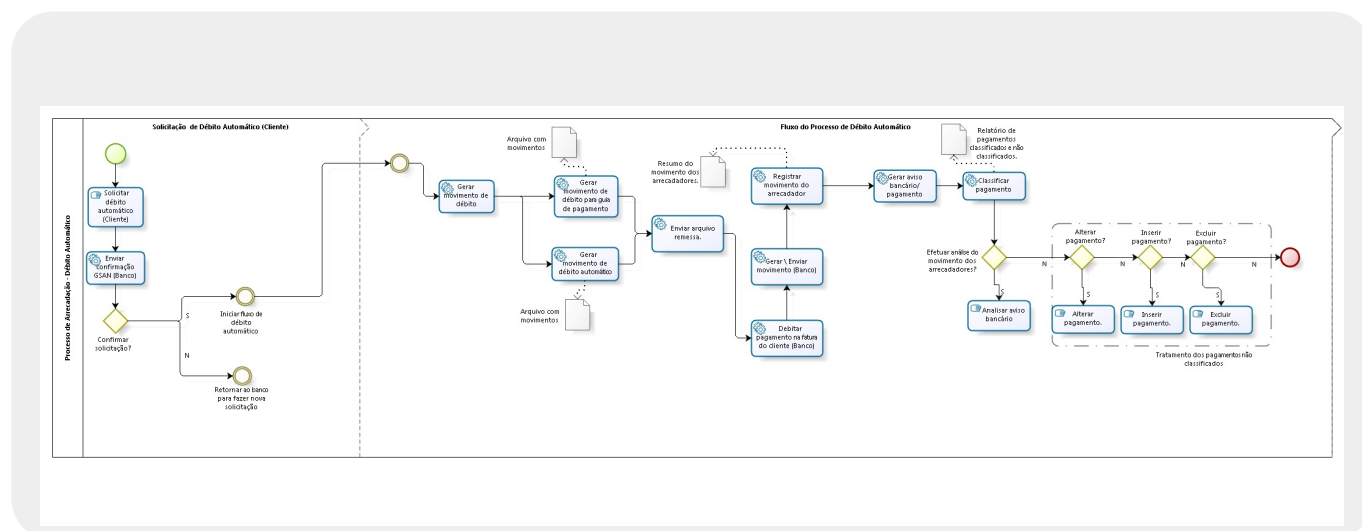 Processo de Arrecadação - Débito Automático
Solicitação de Débito Automático (Cliente)
Solicitar
débito
automático
(Cliente)
Enviar
confirmação
GSAN (Banco)
Confirmar
solicitação?
S
N
Iniciar fluxo de
débito
automático
Retornar ao banco
para fazer nova
solicitação
Fluxo do Processo de Débito Automático
Gerar
movimento de
débito
Arquivo com
movimentos
Gerar
movimento de
débito para guia
de pagamento
Gerar
movimento de
débito automático
Arquivo com
movimentos
Enviar arquivo
remessa.
Resumo do
movimento dos
arrecadadores.
Registrar
movimento do
arrecadador
Gerar \ Enviar
movimento (Banco)
Debitar
pagamento na fatura
do cliente (Banco)
Gerar aviso
bancário/
pagamento
Relatório de
pagamentos
classificados e não
classificados.
Classificar
pagamento
Efetuar análise do
movimento dos
arrecadadores?
S
N
Analisar aviso
bancário
Alterar
pagamento?
S
N
Alterar
pagamento.
Inserir
pagamento?
S
N
Inserir
pagamento.
Excluir
pagamento?
S
N
Excluir
pagamento.
Tratamento dos pagamentos não
classificados